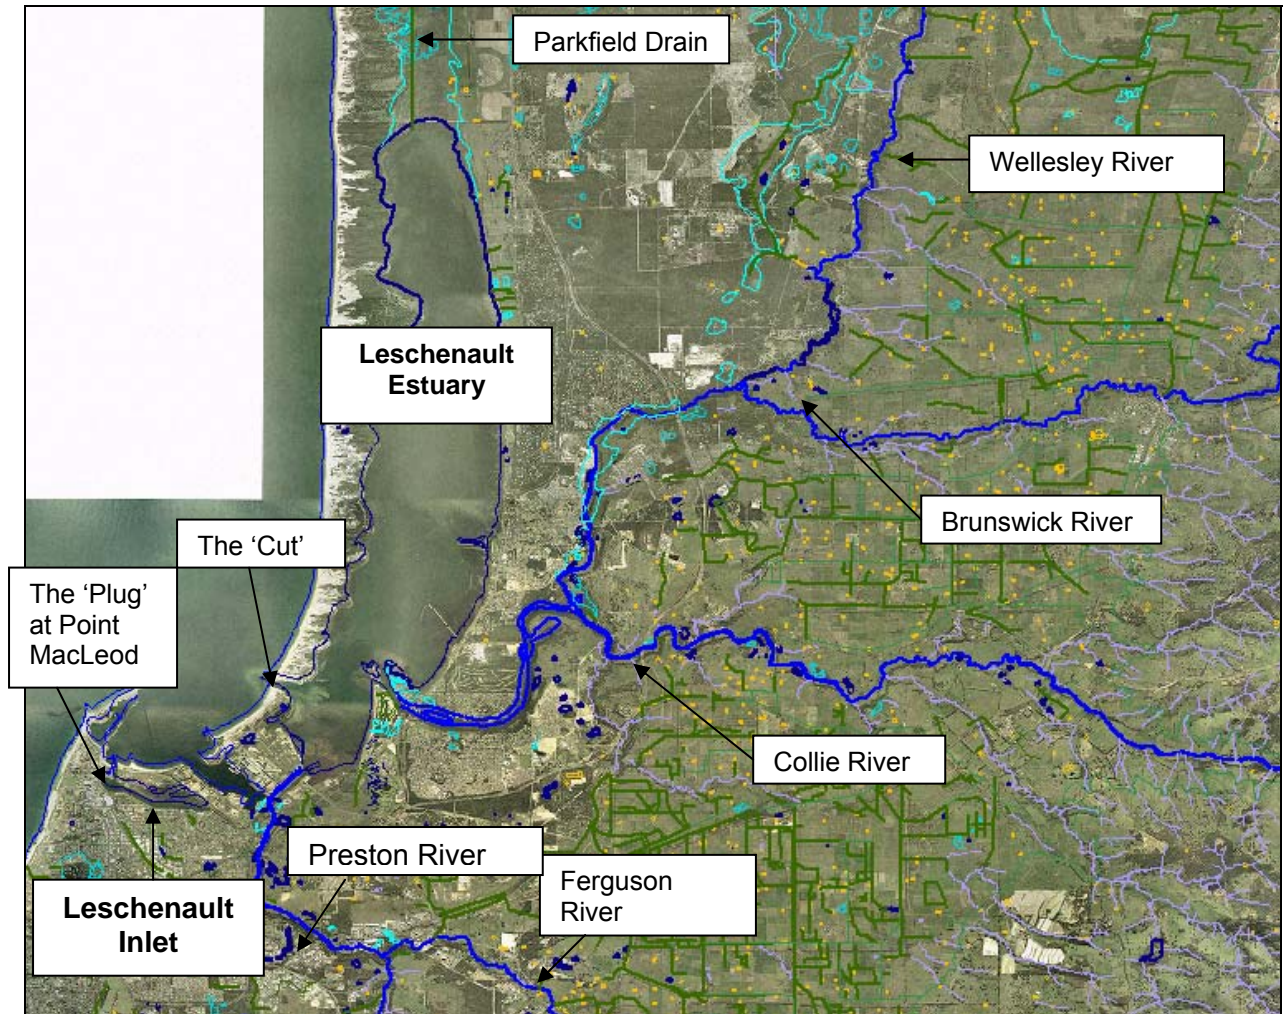 Parkfield Drain
Wellesley River
Leschenault
Estuary
Brunswick River
The ‘Cut’
The ‘Plug’
at Point
MacLeod
Collie River
Preston River
Ferguson
River
Leschenault
Inlet